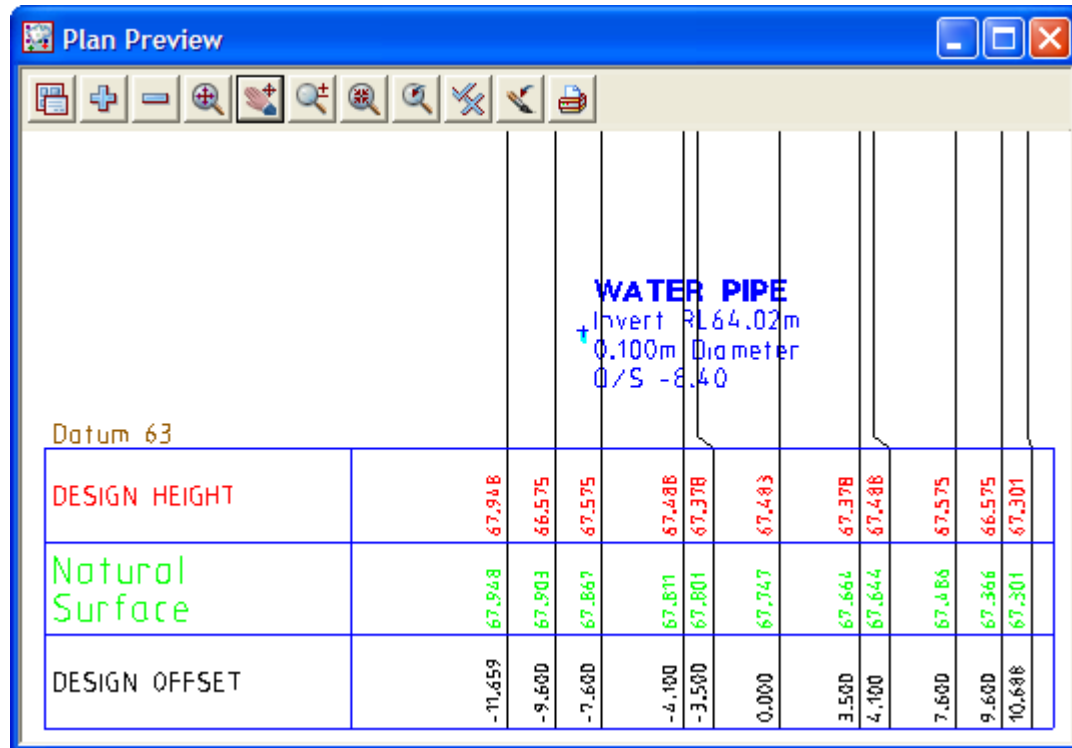 Plan Preview
WATER PIPE
Invert RL64.02m
0.100m Diameter
O/S -8.40
Datum 63
DESIGN HEIGHT 67.948 66.575 67.575 67.488 67.378 67.483 67.378 67.488 67.575 66.575 67.301
Natural
Surface 67.948 67.903 67.867 67.811 67.801 67.747 67.664 67.644 67.486 67.366 67.301
DESIGN OFFSET -11.659 -9.600 -7.600 -4.100 -3.500 0.000 3.500 4.100 7.600 9.600 10.688